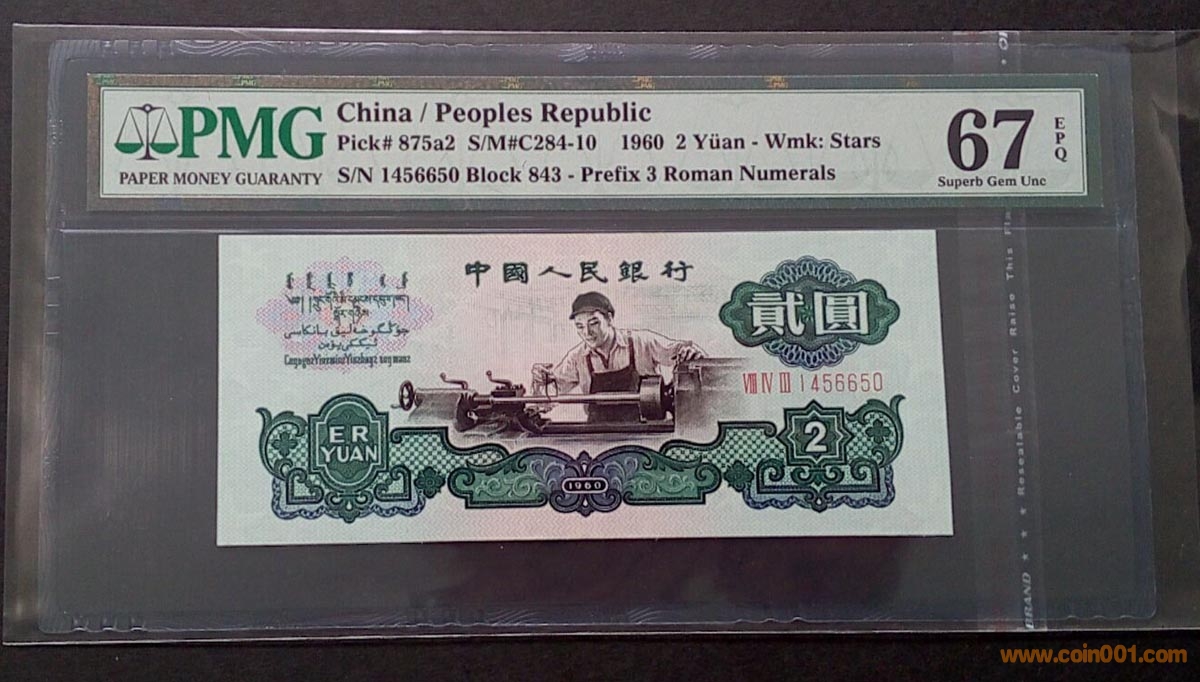 PMG
PAPER MONEY GUARANTY
China / Peoples Republic
Pick# 875a2 S/M#C284-10 1960 2 Yüan - Wmk: Stars
S/N 1456650 Block 843 - Prefix 3 Roman Numerals
67
EPQ
Superb Gem Unc
中國人民銀行
貳圓
VIII IV III 1456650
ER
YUAN
2
1960
Resealable Cover Raise This Fla
BRAND
www.coin001.com